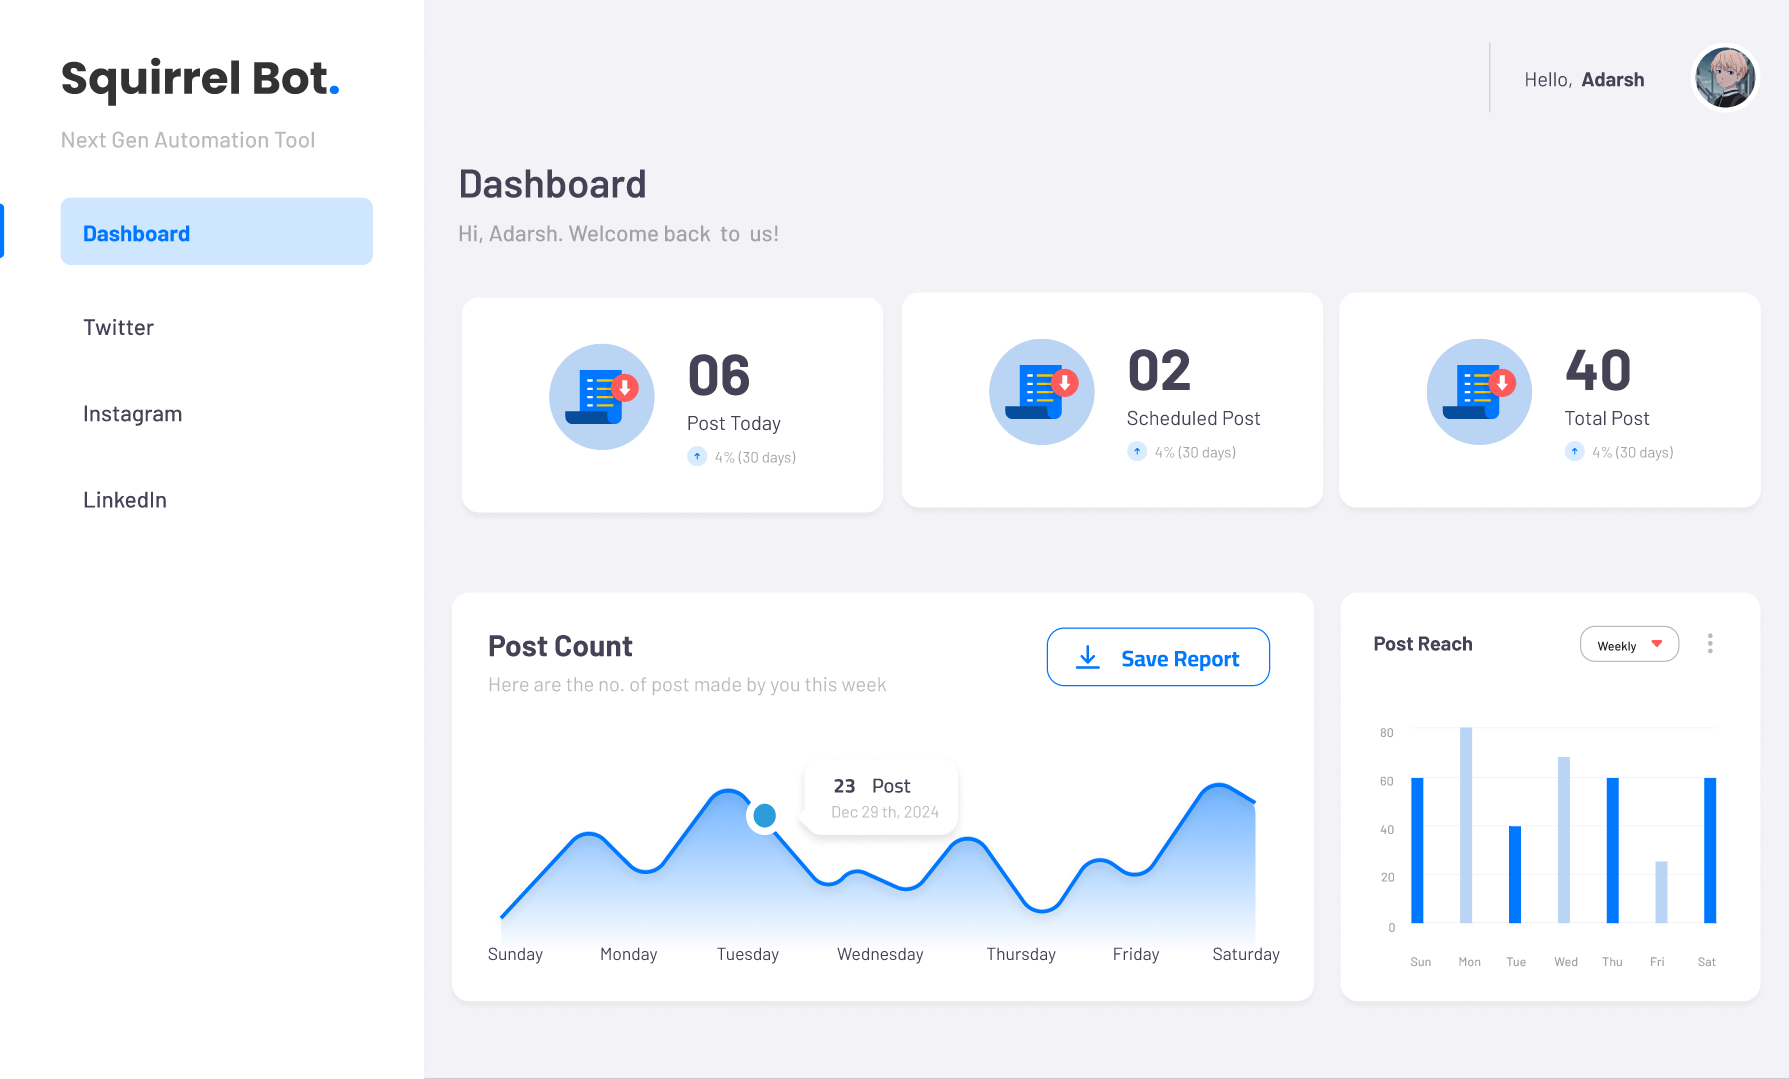 Squirrel Bot.
Next Gen Automation Tool
Dashboard
Twitter
Instagram
LinkedIn
Hello, Adarsh
Dashboard
Hi, Adarsh. Welcome back to us!
06
Post Today
4% (30 days)
02
Scheduled Post
4% (30 days)
40
Total Post
4% (30 days)
Post Count
Here are the no. of post made by you this week
Save Report
23 Post
Dec 29 th, 2024
Sunday Monday Tuesday Wednesday Thursday Friday Saturday
Post Reach
Weekly
80
60
40
20
0
Sun Mon Tue Wed Thu Fri Sat